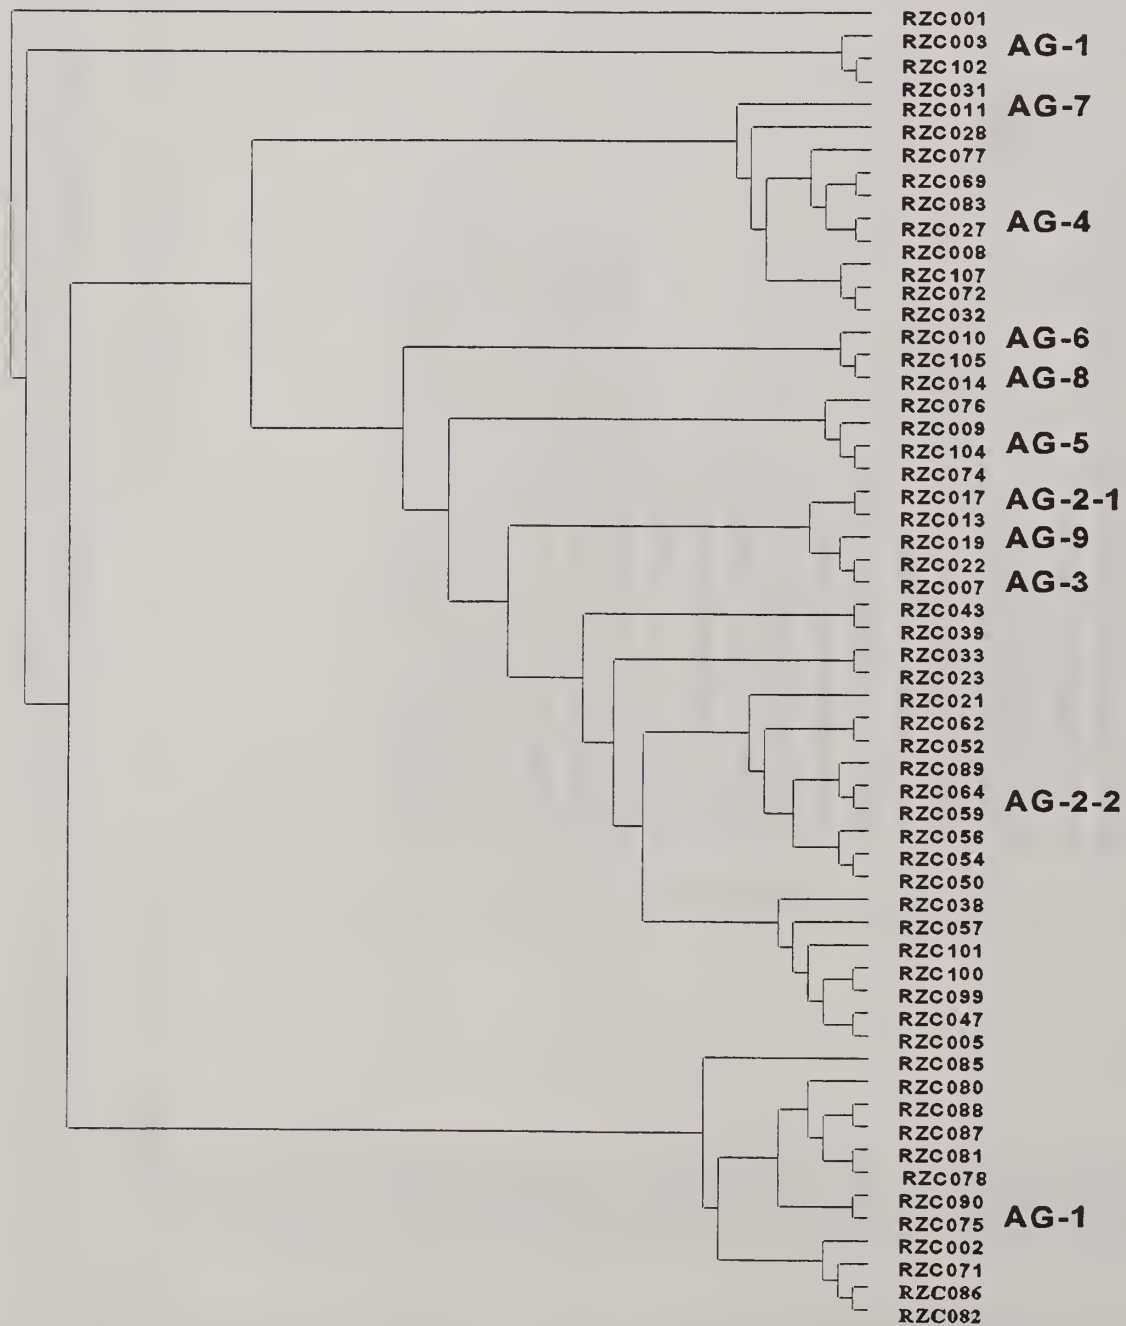 RZC001
RZC003 AG-1
RZC102
RZC031
RZC011 AG-7
RZC028
RZC077
RZC069
RZC083
RZC027 AG-4
RZC008
RZC107
RZC072
RZC032
RZC010 AG-6
RZC105
RZC014 AG-8
RZC076
RZC009
RZC104 AG-5
RZC074
RZC017 AG-2-1
RZC013
RZC019 AG-9
RZC022
RZC007 AG-3
RZC043
RZC039
RZC033
RZC023
RZC021
RZC062
RZC052
RZC089
RZC064
RZC059 AG-2-2
RZC056
RZC054
RZC050
RZC038
RZC057
RZC101
RZC100
RZC099
RZC047
RZC005
RZC085
RZC080
RZC088
RZC087
RZC081
RZC078
RZC090
RZC075 AG-1
RZC002
RZC071
RZC086
RZC082